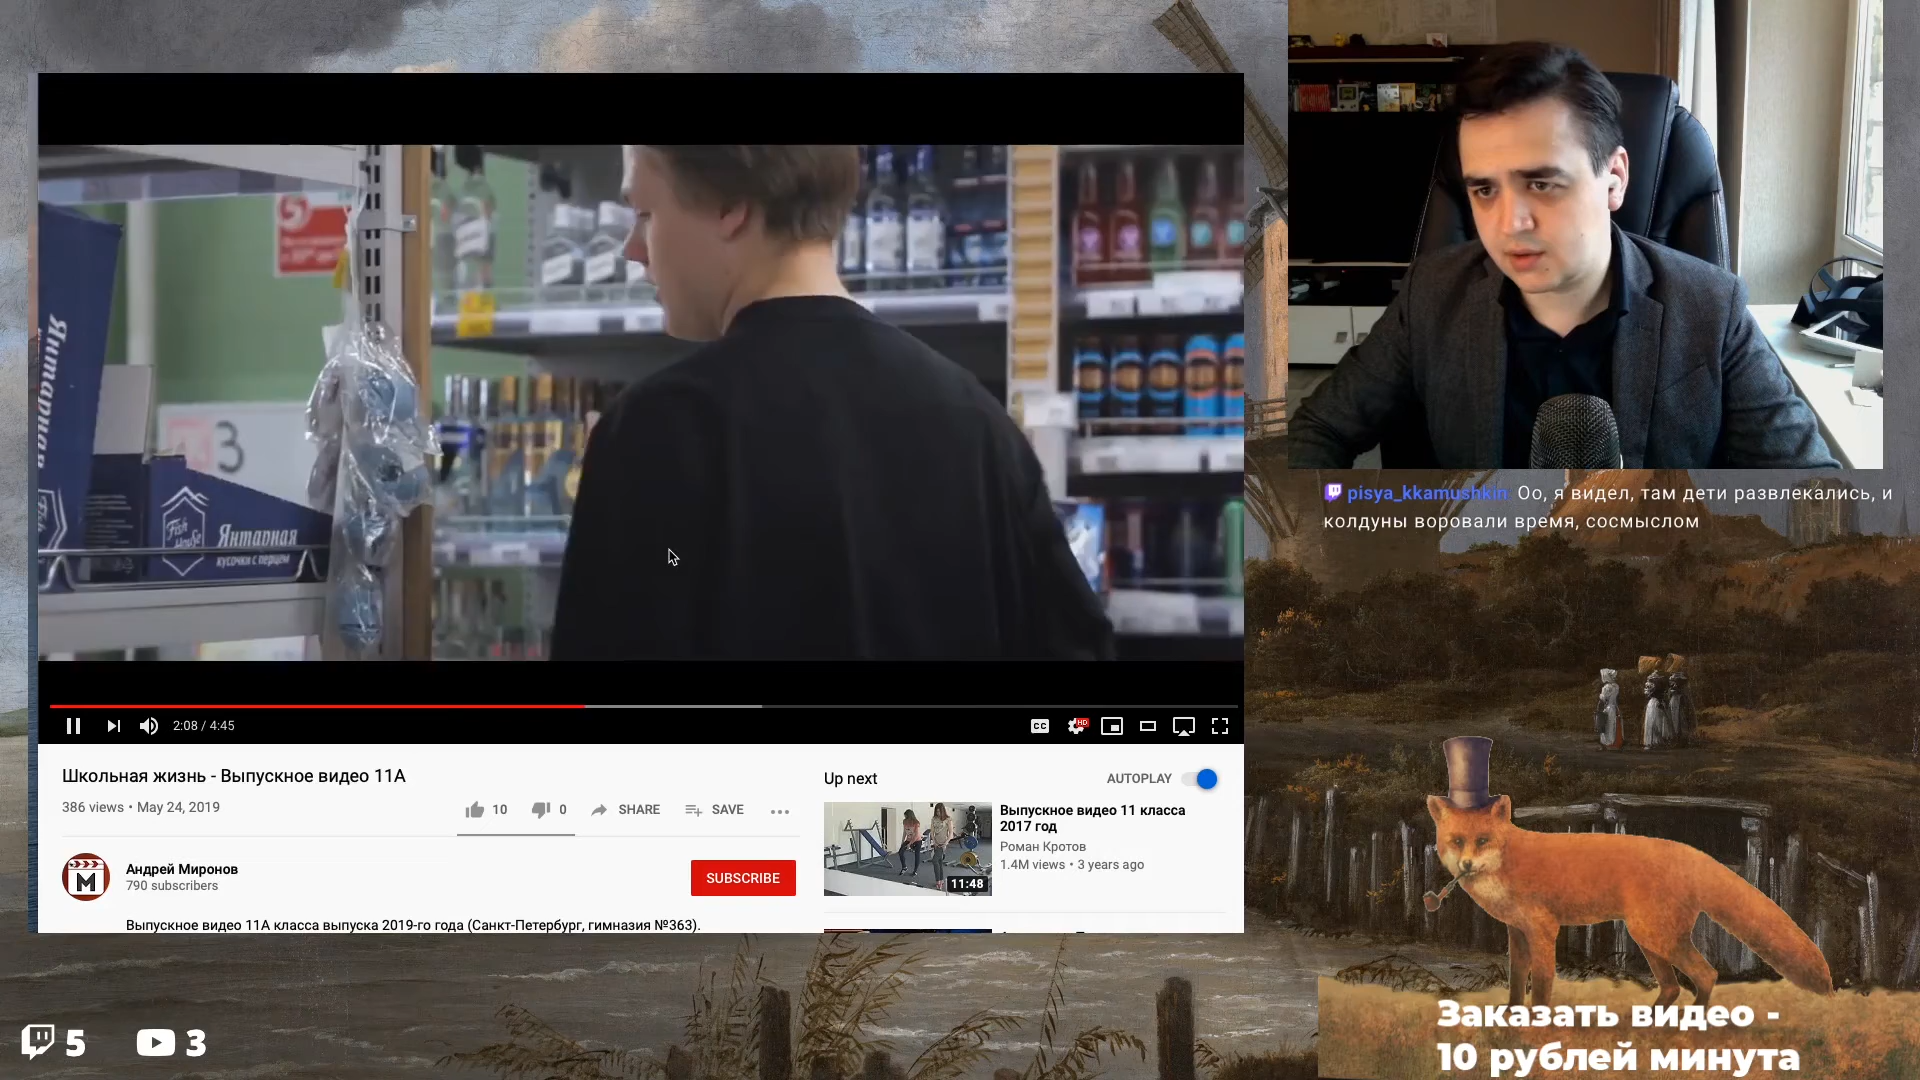 Янтарная
3
Fish House
Янтарная
кусочки с перцем
2:08 / 4:45
CC
HD
Школьная жизнь - Выпускное видео 11А
386 views • May 24, 2019
10
0
SHARE
SAVE
Андрей Миронов
790 subscribers
SUBSCRIBE
Выпускное видео 11А класса выпуска 2019-го года (Санкт-Петербург, гимназия №363).
Up next
AUTOPLAY
11:48
Выпускное видео 11 класса
2017 год
Роман Кротов
1.4M views • 3 years ago
pisya_kkamushkin: Оо, я видел, там дети развлекались, и
колдуны воровали время, сосмыслом
5
3
Заказать видео -
10 рублей минута